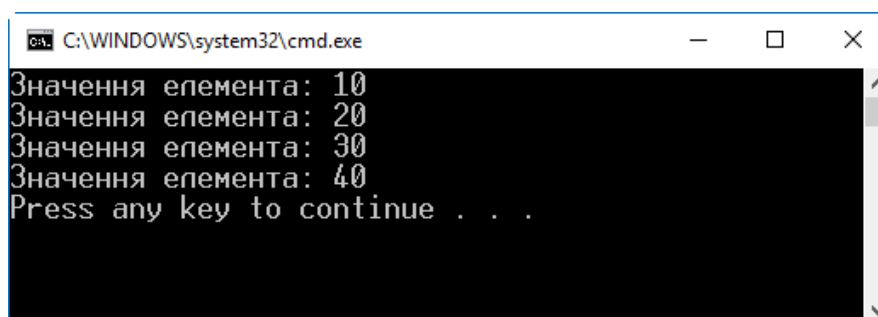 C:\WINDOWS\system32\cmd.exe
Значення елемента: 10
Значення елемента: 20
Значення елемента: 30
Значення елемента: 40
Press any key to continue . . .